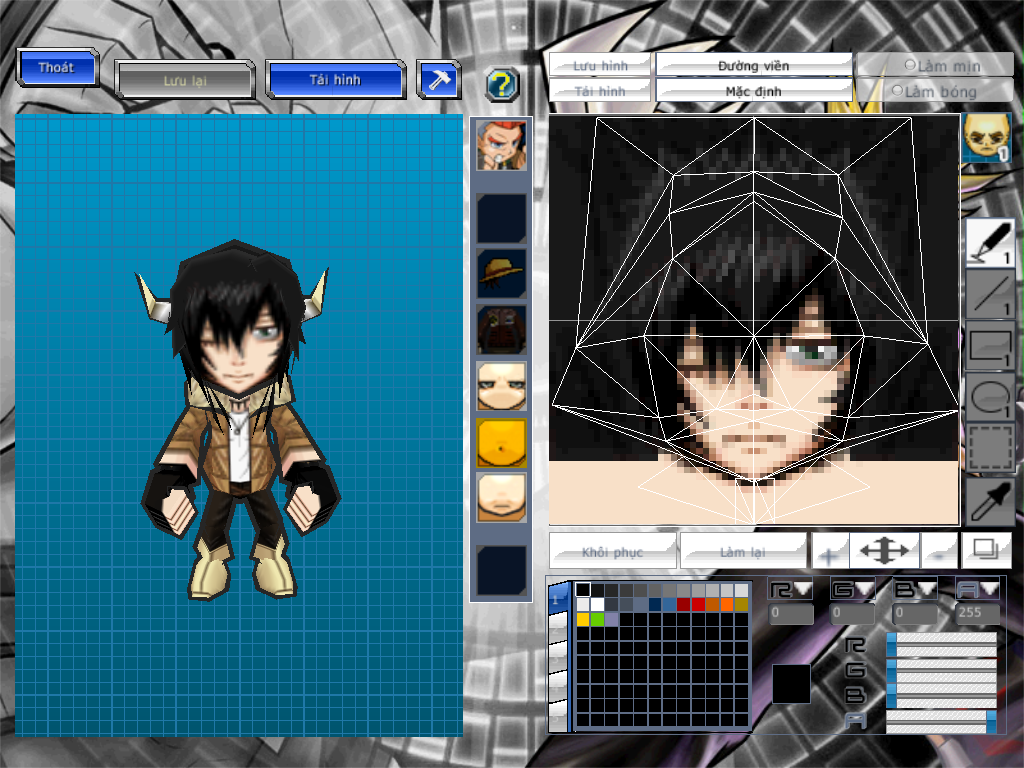 Thoát
Lưu lại
Tải hình
?
Lưu hình
Đường viền
Làm mịn
Tải hình
Mặc định
Làm bóng
1
1
1
1
1
Khôi phục
Làm lại
+
-
1
R
G
B
A
0
0
0
255
R
G
B
A